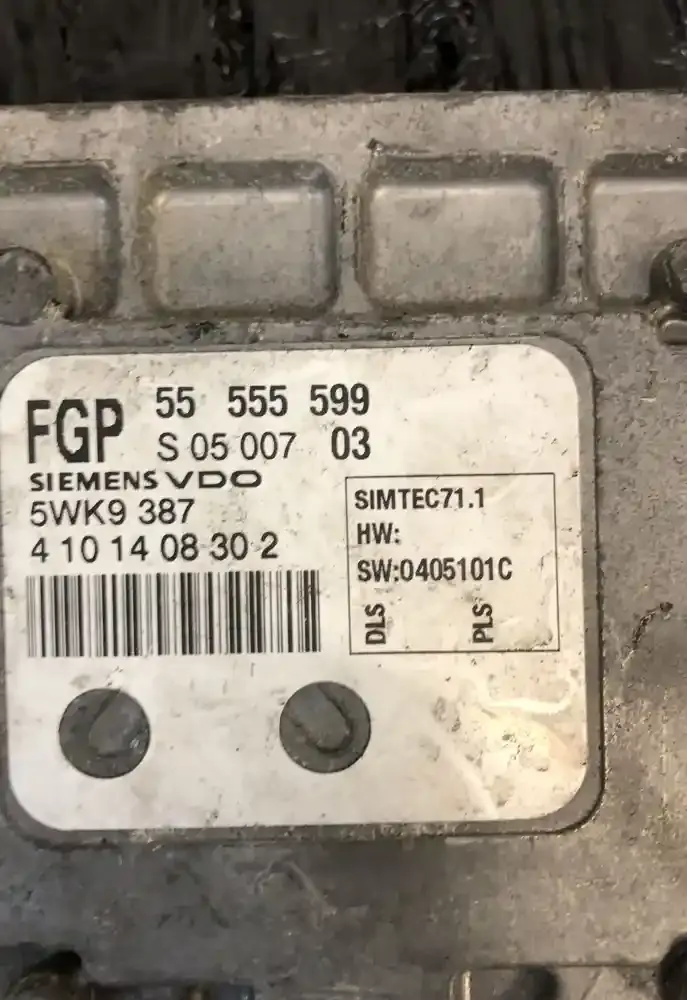 FGP 55 555 599
S 05 007 03
SIEMENS VDO
5WK9 387
4 10 14 08 30 2
SIMTEC71.1
HW:
SW:0405101C
DLS PLS